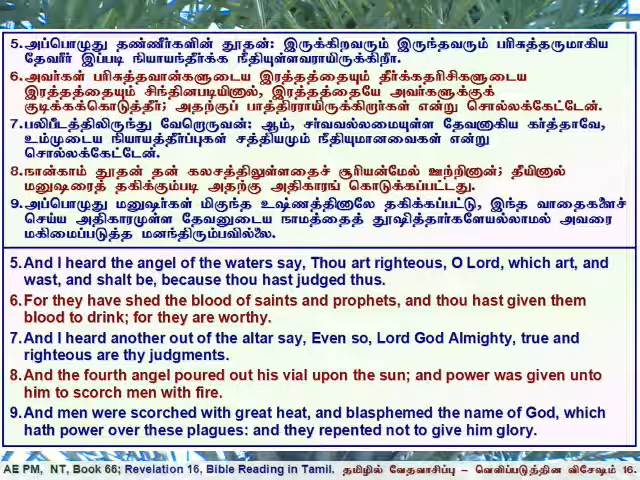 5.அப்பொழுது தண்ணீர்களின் தூதன்: இருக்கிறவரும் இருந்தவரும் பரிசுத்தருமாகிய
தேவரீர் இப்படி நியாயந்தீர்க்க நீதியுள்ளவராயிருக்கிறீர்.
6.அவர்கள் பரிசுத்தவான்களுடைய இரத்தத்தையும் தீர்க்கதரிசிகளுடைய
இரத்தத்தையும் சிந்தினபடியினால், இரத்தத்தையே அவர்களுக்குக்
குடிக்கக்கொடுத்தீர்; அதற்குப் பாத்திரராயிருக்கிறார்கள் என்று சொல்லக்கேட்டேன்.
7.பலிபீடத்திலிருந்து வேறொருவன்: ஆம், சர்வவல்லமையுள்ள தேவனாகிய கர்த்தாவே,
உம்முடைய நியாயத்தீர்ப்புகள் சத்தியமும் நீதியுமானவைகள் என்று
சொல்லக்கேட்டேன்.
8.நான்காம் தூதன் தன் கலசத்திலுள்ளதைச் சூரியன்மேல் ஊற்றினான்; தீயினால்
மனுஷரைத் தகிக்கும்படி அதற்கு அதிகாரங் கொடுக்கப்பட்டது.
9.அப்பொழுது மனுஷர்கள் மிகுந்த உஷ்ணத்தினாலே தகிக்கப்பட்டு, இந்த வாதைகளைச்
செய்ய அதிகாரமுள்ள தேவனுடைய நாமத்தைத் தூஷித்தார்களேயல்லாமல் அவரை
மகிமைப்படுத்த மனந்திரும்பவில்லை.
5.And I heard the angel of the waters say, Thou art righteous, O Lord, which art, and
wast, and shalt be, because thou hast judged thus.
6.For they have shed the blood of saints and prophets, and thou hast given them
blood to drink; for they are worthy.
7.And I heard another out of the altar say, Even so, Lord God Almighty, true and
righteous are thy judgments.
8.And the fourth angel poured out his vial upon the sun; and power was given unto
him to scorch men with fire.
9.And men were scorched with great heat, and blasphemed the name of God, which
hath power over these plagues: and they repented not to give him glory.
AE PM, NT, Book 66; Revelation 16, Bible Reading in Tamil. தமிழில் வேதவாசிப்பு – வெளிப்படுத்தின விசேஷம் 16.